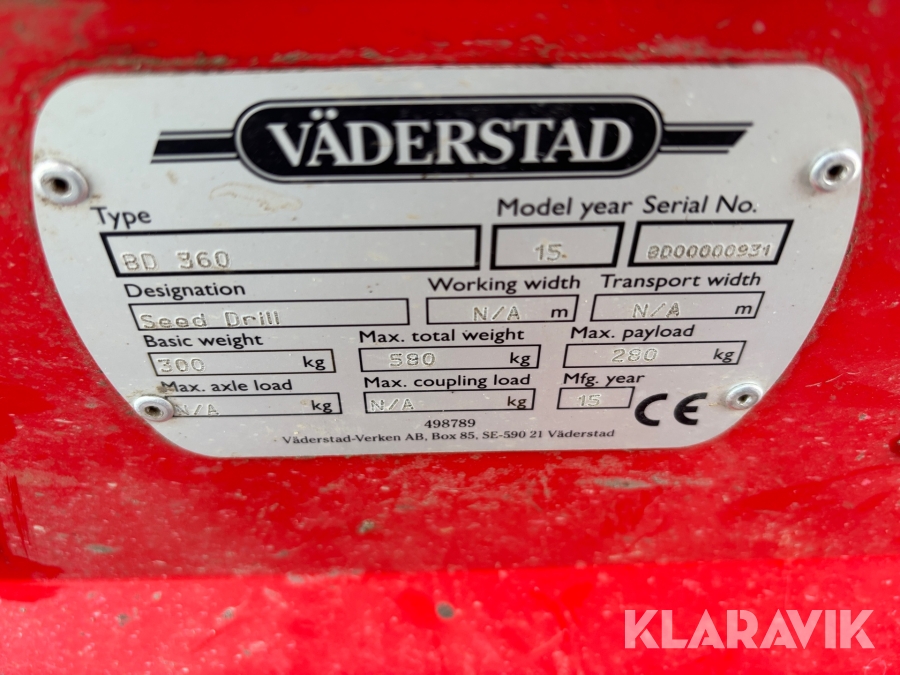 VÄDERSTAD
Type Model year Serial No.
BD 360 15 BD00000931
Designation Working width Transport width
Seed Drill N/A m N/A m
Basic weight Max. total weight Max. payload
300 kg 580 kg 280 kg
Max. axle load Max. coupling load Mfg. year
N/A kg N/A kg 15 CE
498789
Väderstad-Verken AB, Box 85, SE-590 21 Väderstad
KLARAVIK